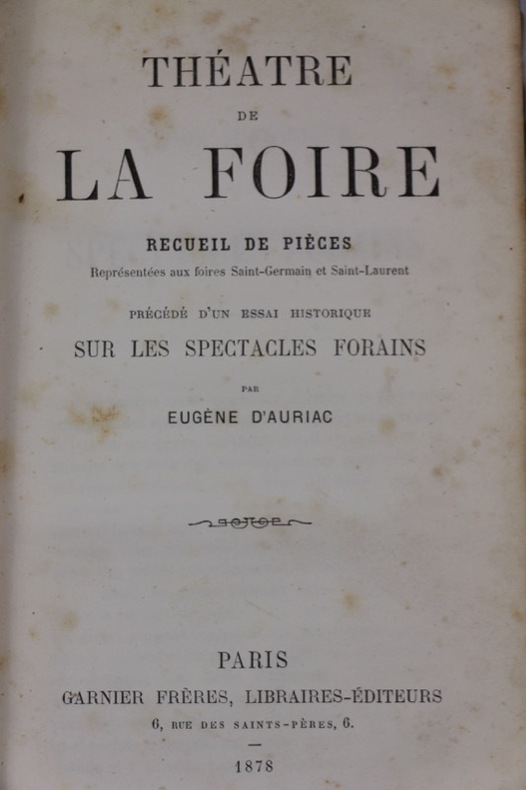 THÉATRE
DE
LA FOIRE
RECUEIL DE PIÈCES
Représentées aux foires Saint-Germain et Saint-Laurent
PRÉCÉDÉ D'UN ESSAI HISTORIQUE
SUR LES SPECTACLES FORAINS
PAR
EUGÈNE D'AURIAC
PARIS
GARNIER FRÈRES, LIBRAIRES-ÉDITEURS
6, RUE DES SAINTS-PÈRES, 6.
1878